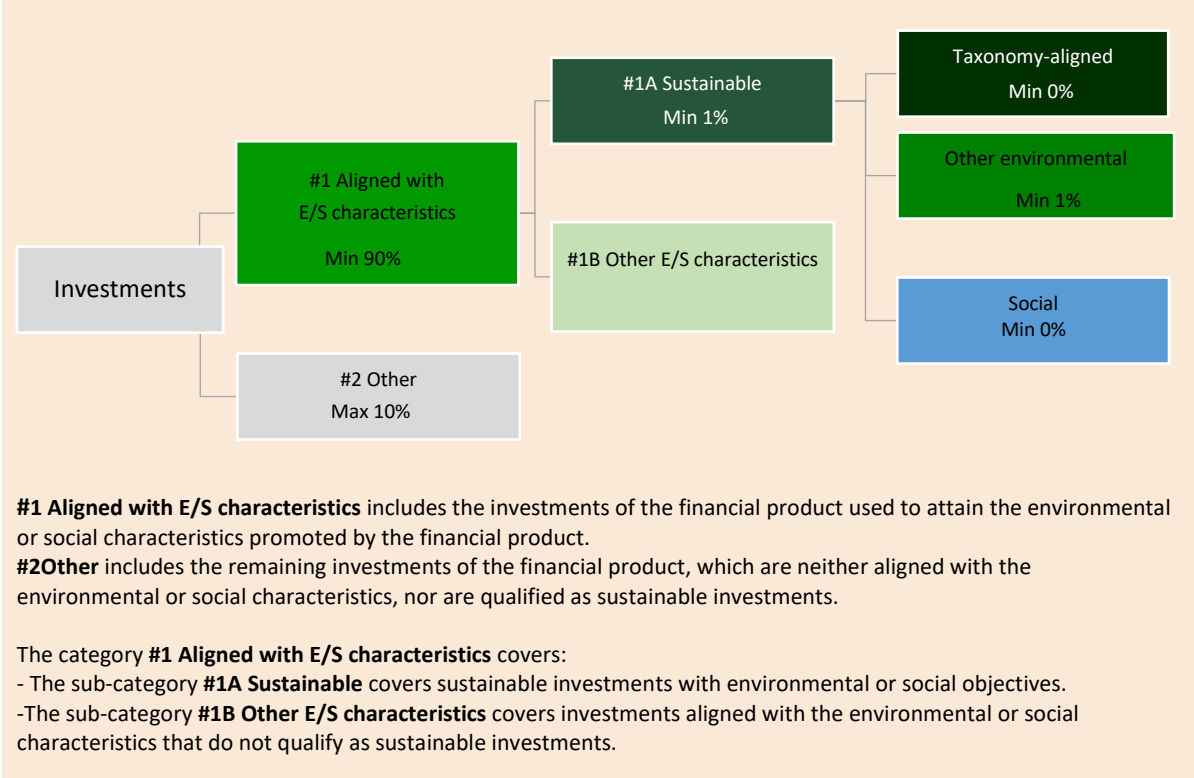 Taxonomy-aligned
Min 0%
#1A Sustainable
Min 1%
Other environmental
Min 1%
#1 Aligned with
E/S characteristics
Min 90%
#1B Other E/S characteristics
Investments
Social
Min 0%
#2 Other
Max 10%
#1 Aligned with E/S characteristics includes the investments of the financial product used to attain the environmental
or social characteristics promoted by the financial product.
#2Other includes the remaining investments of the financial product, which are neither aligned with the
environmental or social characteristics, nor are qualified as sustainable investments.
The category #1 Aligned with E/S characteristics covers:
- The sub-category #1A Sustainable covers sustainable investments with environmental or social objectives.
-The sub-category #1B Other E/S characteristics covers investments aligned with the environmental or social
characteristics that do not qualify as sustainable investments.